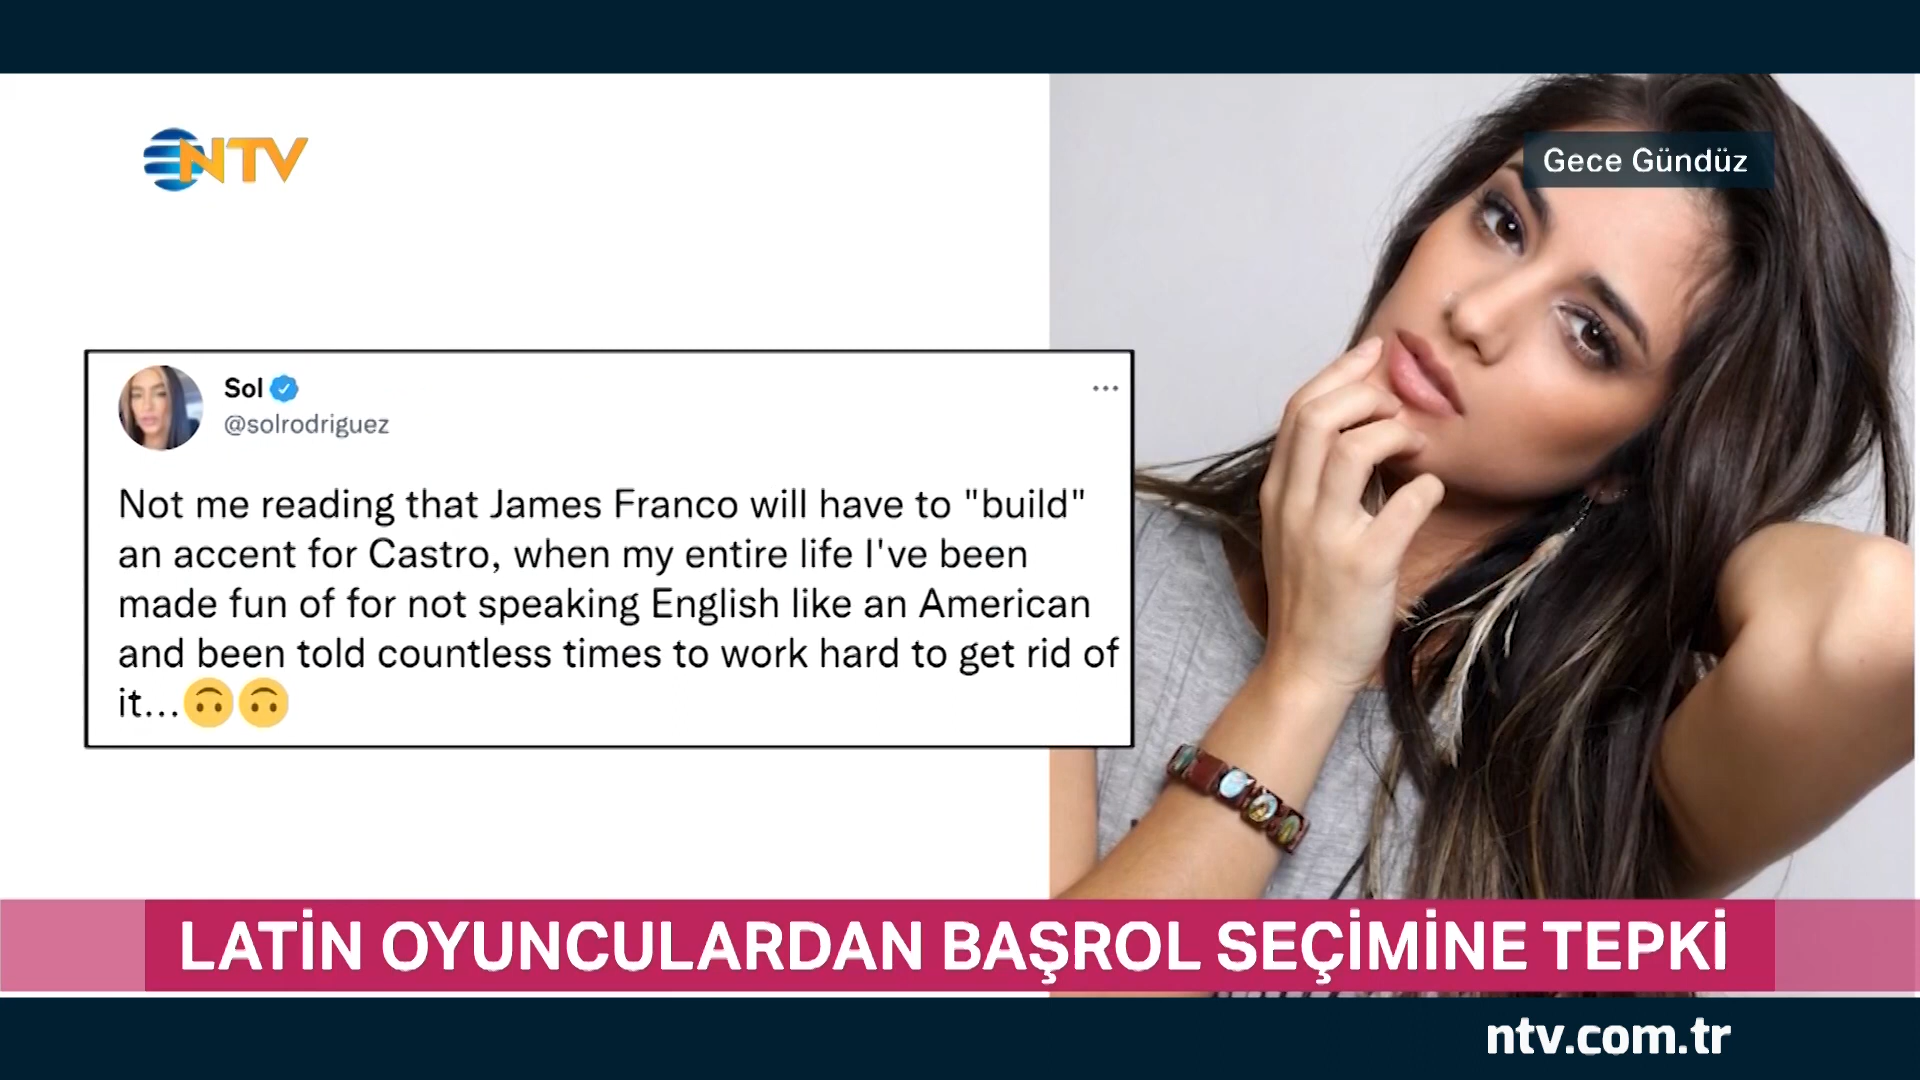 NTV
Gece Gündüz
Sol
@solrodriguez
Not me reading that James Franco will have to "build"
an accent for Castro, when my entire life I've been
made fun of for not speaking English like an American
and been told countless times to work hard to get rid of
it...🙃🙃
LATİN OYUNCULARDAN BAŞROL SEÇİMİNE TEPKİ
ntv.com.tr